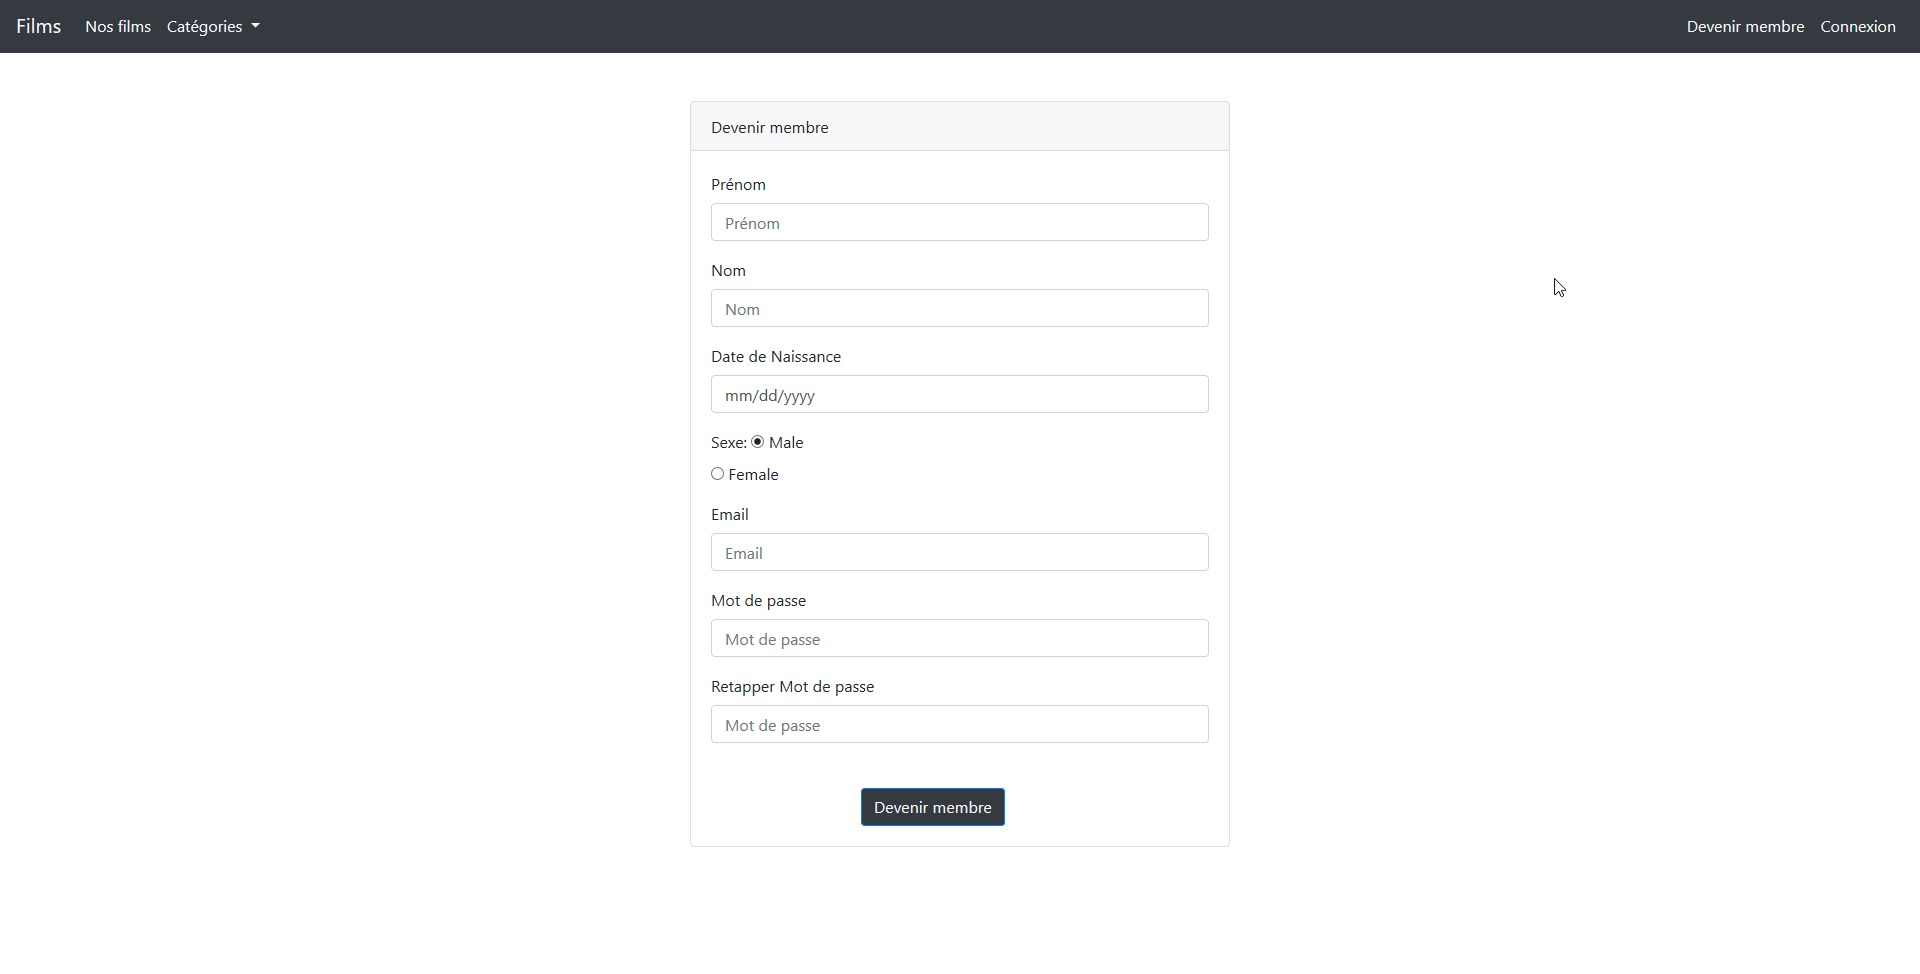 Films Nos films Catégories Devenir membre Connexion
Devenir membre
Prénom
Prénom
Nom
Nom
Date de Naissance
mm/dd/yyyy
Sexe: Male
Female
Email
Email
Mot de passe
Mot de passe
Retapper Mot de passe
Mot de passe
Devenir membre